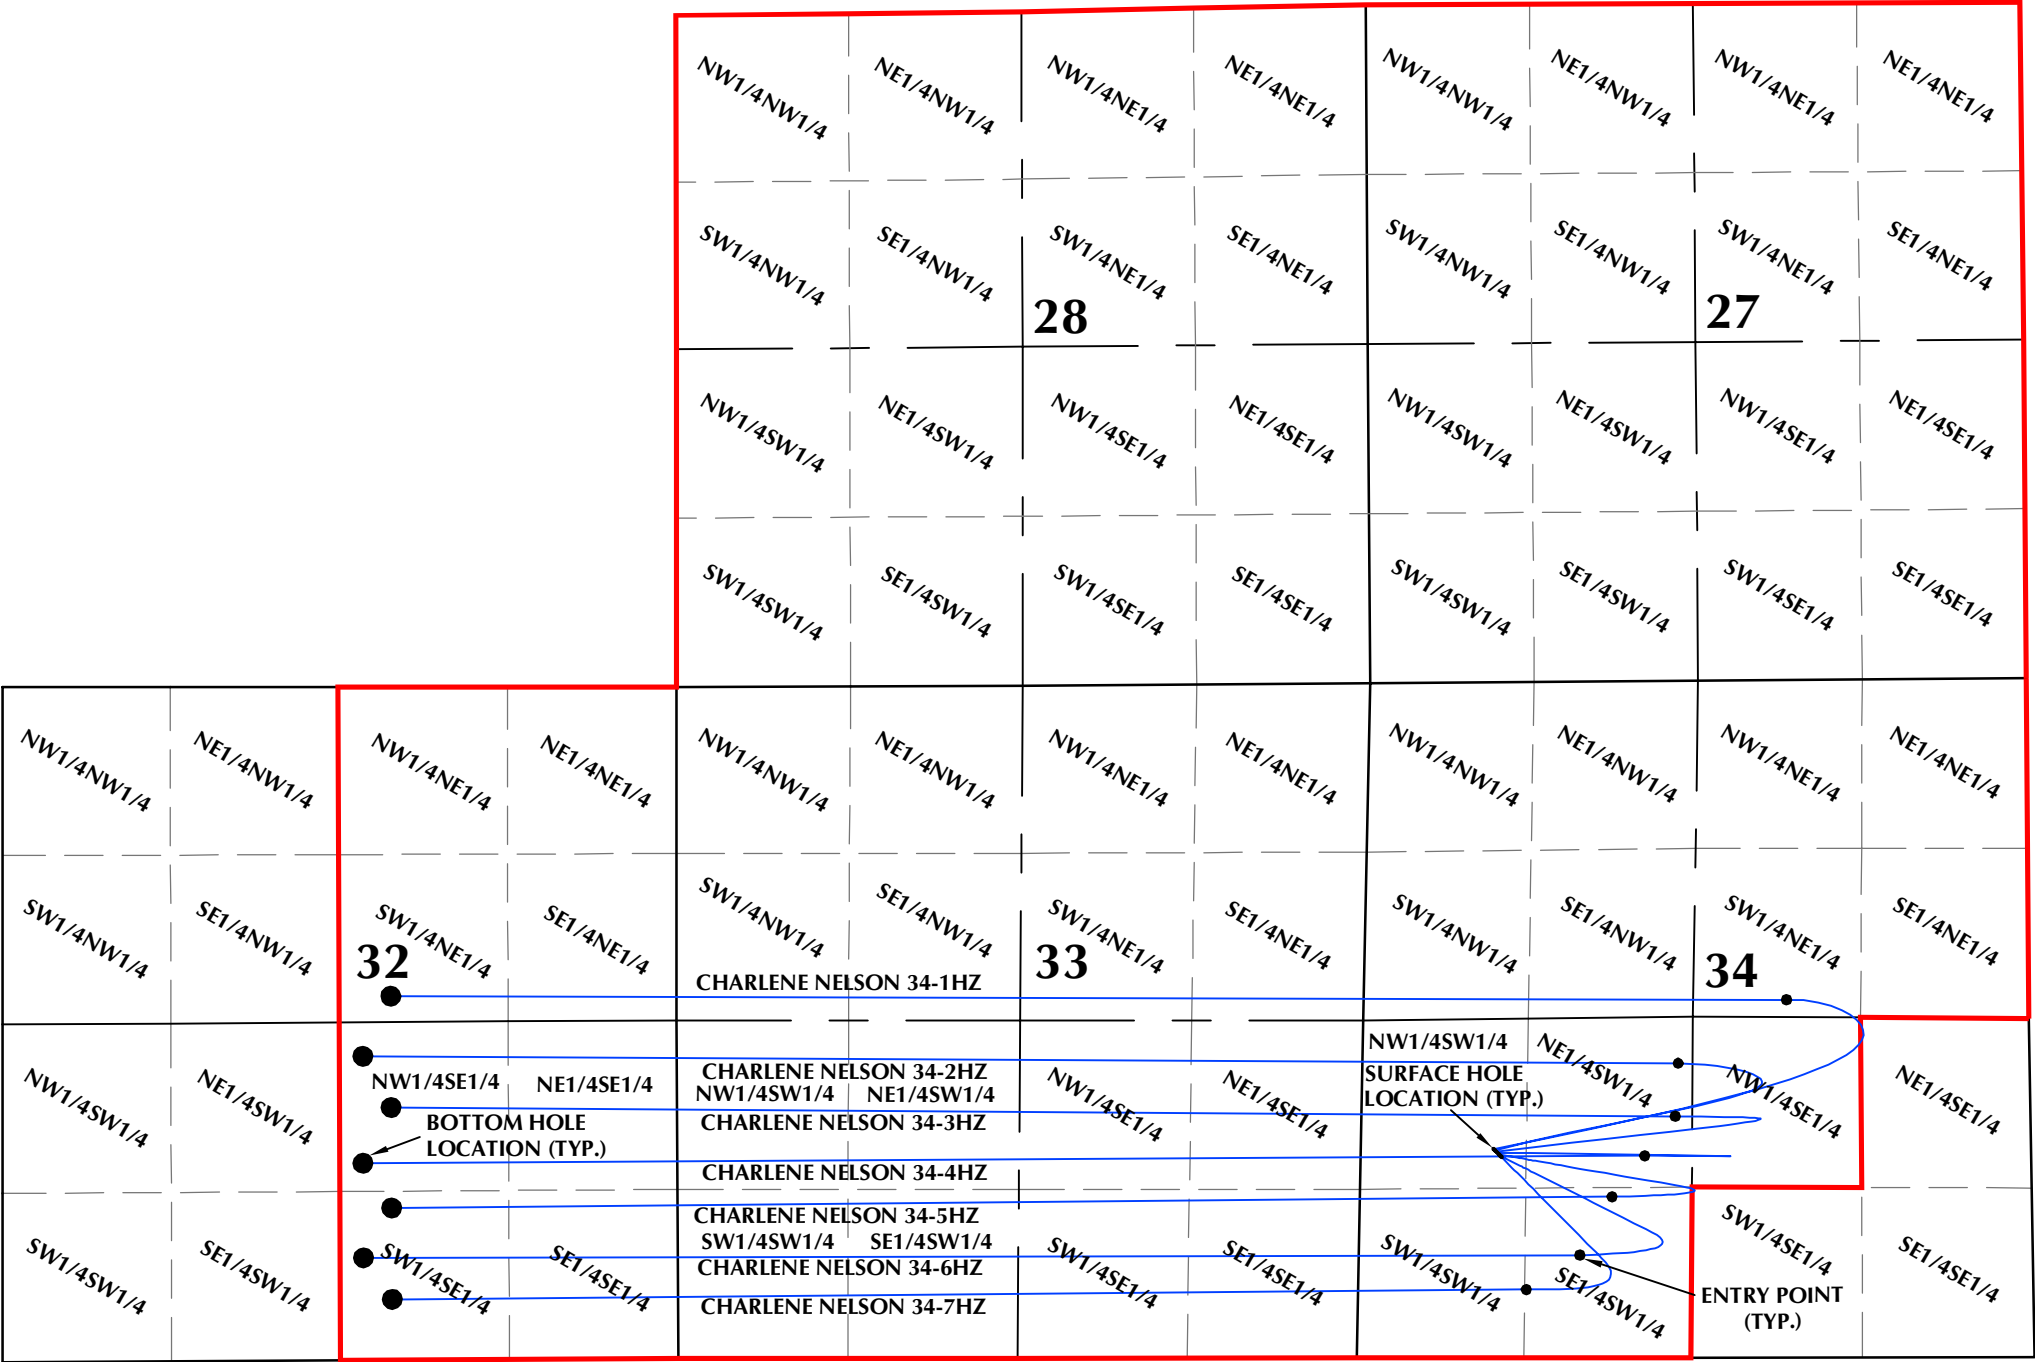 NW1/4NW1/4
NE1/4NW1/4
NW1/4NE1/4
NE1/4NE1/4
NW1/4NW1/4
NE1/4NW1/4
NW1/4NE1/4
NE1/4NE1/4
SW1/4NW1/4
SE1/4NW1/4
SW1/4NE1/4
SE1/4NE1/4
SW1/4NW1/4
SE1/4NW1/4
SW1/4NE1/4
SE1/4NE1/4
28
27
NW1/4SW1/4
NE1/4SW1/4
NW1/4SE1/4
NE1/4SE1/4
NW1/4SW1/4
NE1/4SW1/4
NW1/4SE1/4
NE1/4SE1/4
SW1/4SW1/4
SE1/4SW1/4
SW1/4SE1/4
SE1/4SE1/4
SW1/4SW1/4
SE1/4SW1/4
SW1/4SE1/4
SE1/4SE1/4
NW1/4NW1/4
NE1/4NW1/4
NW1/4NE1/4
NE1/4NE1/4
NW1/4NW1/4
NE1/4NW1/4
NW1/4NE1/4
NE1/4NE1/4
NW1/4NW1/4
NE1/4NW1/4
NW1/4NE1/4
NE1/4NE1/4
SW1/4NW1/4
SE1/4NW1/4
SW1/4NE1/4
SE1/4NE1/4
SW1/4NW1/4
SE1/4NW1/4
SW1/4NE1/4
SE1/4NE1/4
SW1/4NW1/4
SE1/4NW1/4
SW1/4NE1/4
SE1/4NE1/4
32
33
34
CHARLENE NELSON 34-1HZ
NW1/4SW1/4
NE1/4SW1/4
NW1/4SE1/4
NE1/4SE1/4
CHARLENE NELSON 34-2HZ
NW1/4SW1/4
NE1/4SW1/4
CHARLENE NELSON 34-3HZ
BOTTOM HOLE
LOCATION (TYP.)
NW1/4SE1/4
NE1/4SE1/4
NW1/4SW1/4
SURFACE HOLE
LOCATION (TYP.)
NE1/4SW1/4
NW1/4SE1/4
NE1/4SE1/4
CHARLENE NELSON 34-4HZ
CHARLENE NELSON 34-5HZ
SW1/4SW1/4
SE1/4SW1/4
SW1/4SE1/4
SE1/4SE1/4
SW1/4SW1/4
SE1/4SW1/4
CHARLENE NELSON 34-6HZ
CHARLENE NELSON 34-7HZ
SW1/4SE1/4
SE1/4SE1/4
SW1/4SW1/4
SE1/4SW1/4
SW1/4SE1/4
SE1/4SE1/4
ENTRY POINT
(TYP.)